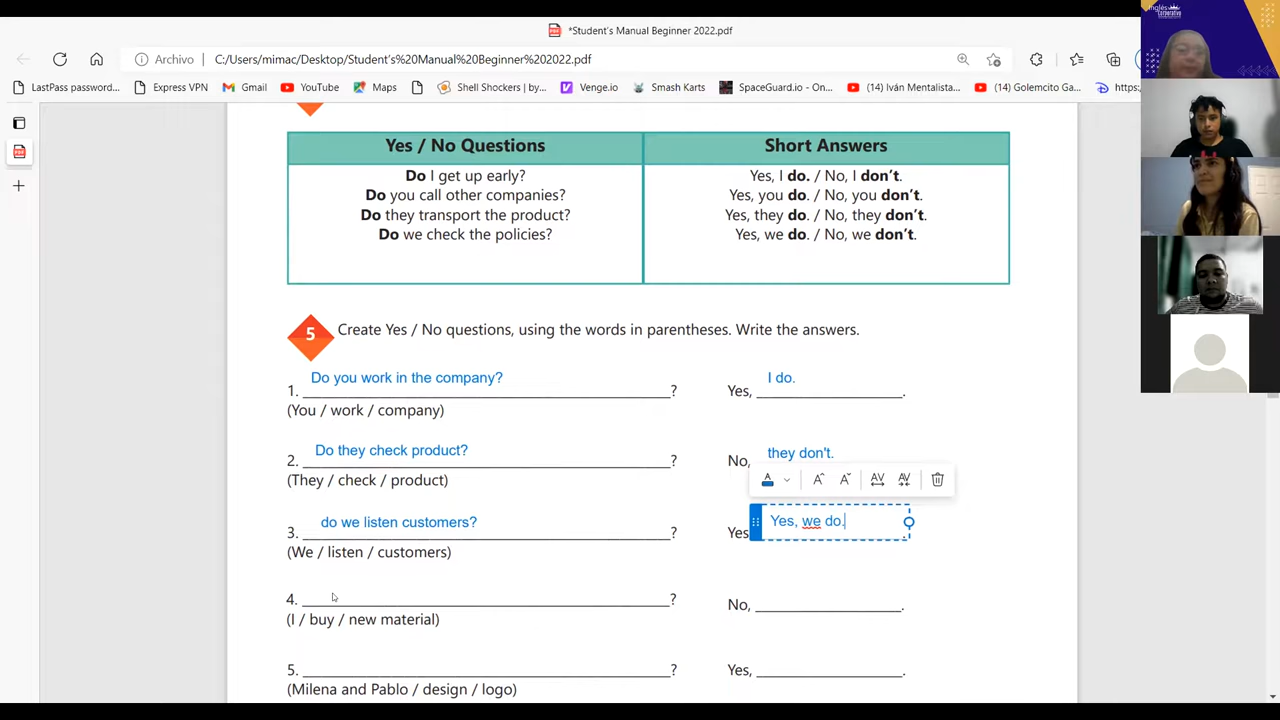 *Student's Manual Beginner 2022.pdf
Archivo
C:/Users/mimac/Desktop/Student's%20Manual%20Beginner%202022.pdf
LastPass password...
Express VPN
Gmail
YouTube
Maps
Shell Shockers | by...
Venge.io
Smash Karts
SpaceGuard.io - On...
(14) Iván Mentalista...
(14) Golemcito Ga...
https:
Yes / No Questions
Short Answers
Do I get up early?
Yes, I do. / No, I don't.
Do you call other companies?
Yes, you do. / No, you don't.
Do they transport the product?
Yes, they do. / No, they don't.
Do we check the policies?
Yes, we do. / No, we don't.
5 Create Yes / No questions, using the words in parentheses. Write the answers.
Do you work in the company?
I do.
1. ?
Yes, .
(You / work / company)
Do they check product?
they don't.
2. ?
No,
(They / check / product)
do we listen customers?
Yes, we do.
3. ?
Yes
(We / listen / customers)
4. ?
No, .
(I / buy / new material)
5. ?
Yes, .
(Milena and Pablo / design / logo)